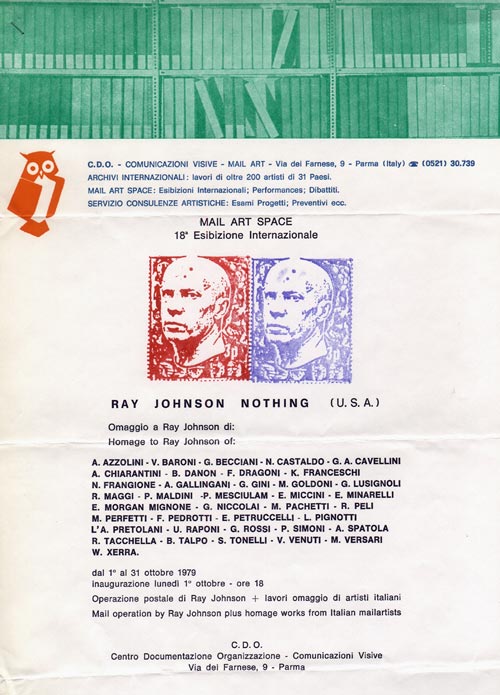 C.D.O. - COMUNICAZIONI VISIVE - MAIL ART - Via dei Farnese, 9 - Parma (Italy) ☎ (0521) 30.739
ARCHIVI INTERNAZIONALI: lavori di oltre 200 artisti di 31 Paesi.
MAIL ART SPACE: Esibizioni Internazionali; Performances; Dibattiti.
SERVIZIO CONSULENZE ARTISTICHE: Esami Progetti; Preventivi ecc.
MAIL ART SPACE
18ª Esibizione Internazionale
RAY JOHNSON NOTHING (U.S.A.)
Omaggio a Ray Johnson di:
Homage to Ray Johnson of:
A. AZZOLINI - V. BARONI - G. BECCIANI - N. CASTALDO - G. A. CAVELLINI
A. CHIARANTINI - B. DANON - F. DRAGONI - K. FRANCESCHI
N. FRANGIONE - A. GALLINGANI - G. GINI - M. GOLDONI - G. LUSIGNOLI
R. MAGGI - P. MALDINI -P. MESCIULAM - E. MICCINI - E. MINARELLI
E. MORGAN MIGNONE - G. NICCOLAI - M. PACHETTI - R. PELI
M. PERFETTI - F. PEDROTTI - E. PETRUCCELLI - L. PIGNOTTI
L'A. PRETOLANI - U. RAPONI - G. ROSSI - P. SIMONI - A. SPATOLA
R. TACCHELLA - B. TALPO - S. TONELLI - V. VENUTI - M. VERSARI
W. XERRA.
dal 1° al 31 ottobre 1979
inaugurazione lunedì 1° ottobre - ore 18
Operazione postale di Ray Johnson + lavori omaggio di artisti italiani
Mail operation by Ray Johnson plus homage works from Italian mailartists
C.D.O.
Centro Documentazione Organizzazione - Comunicazioni Visive
Via dei Farnese, 9 - Parma